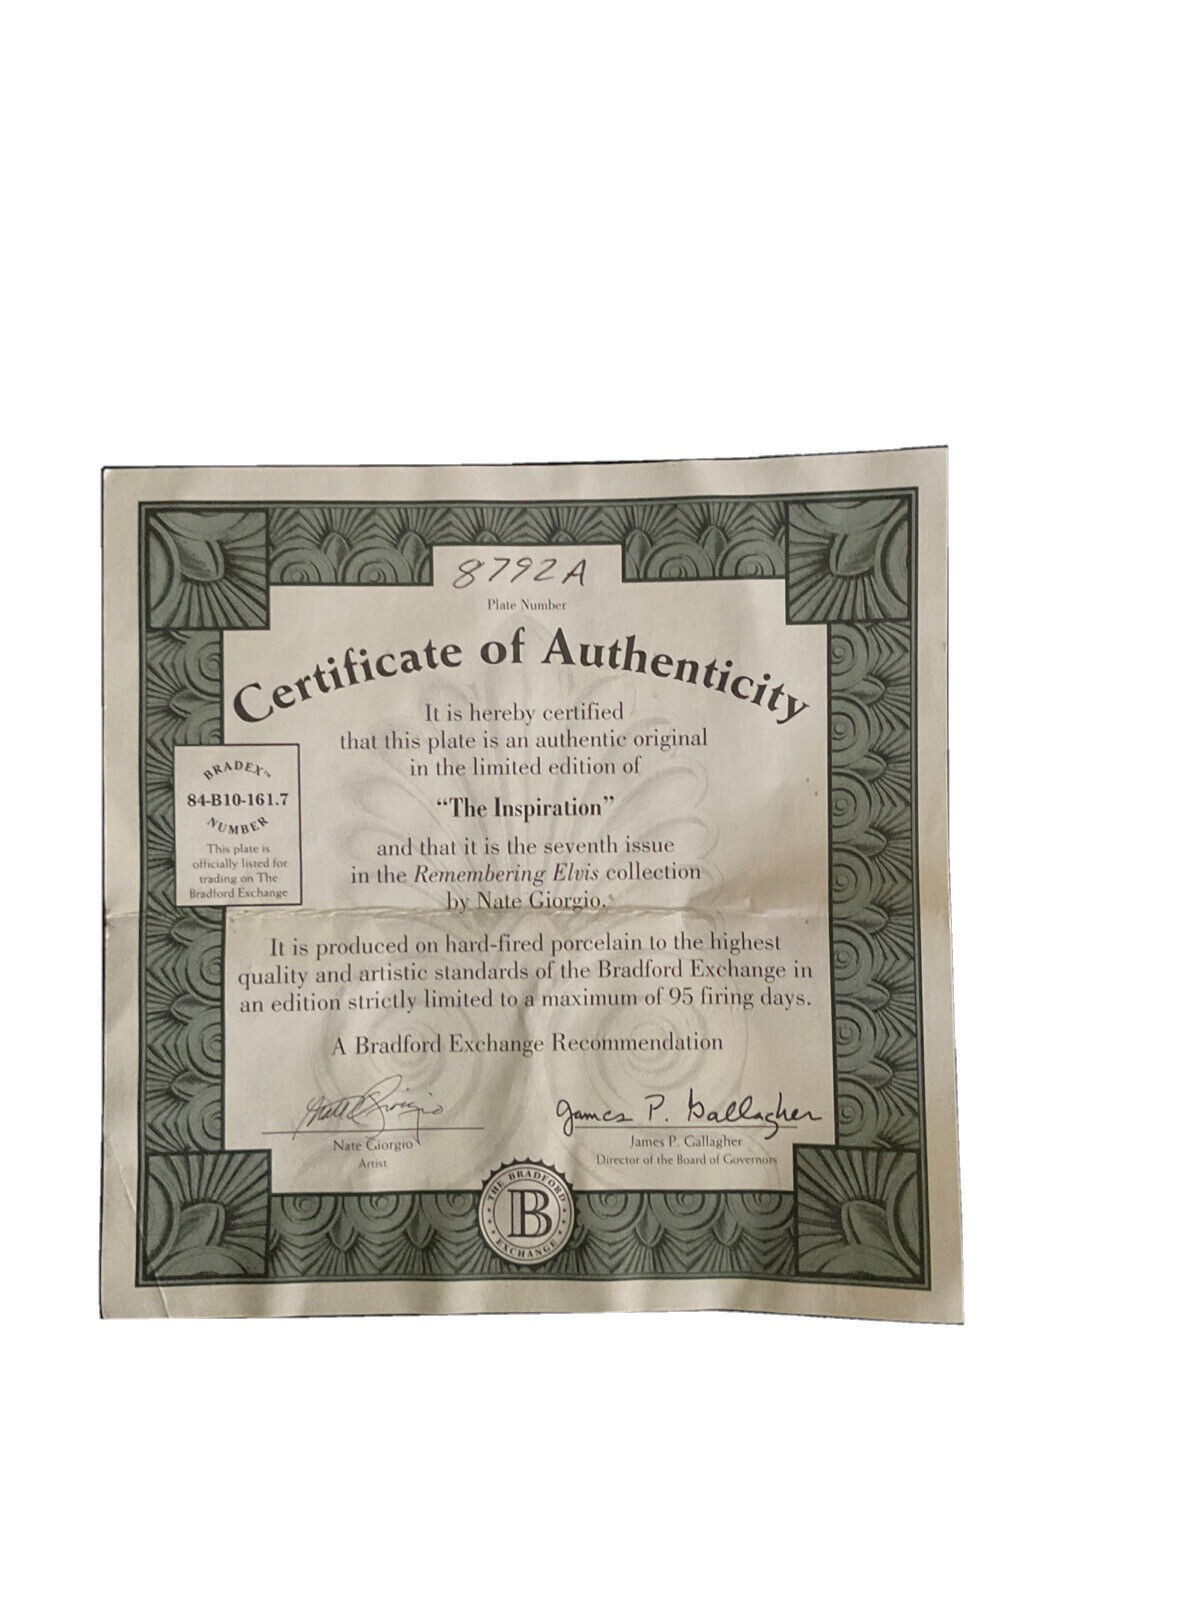 8792A
Plate Number
Certificate of Authenticity
It is hereby certified
that this plate is an authentic original
in the limited edition of
“The Inspiration”
and that it is the seventh issue
in the Remembering Elvis collection
by Nate Giorgio.
BRADEX™
84-B10-161.7
NUMBER
This plate is
officially listed for
trading on The
Bradford Exchange
It is produced on hard-fired porcelain to the highest
quality and artistic standards of the Bradford Exchange in
an edition strictly limited to a maximum of 95 firing days.
A Bradford Exchange Recommendation
Nate Giorgio
James P. Gallagher
Nate Giorgio
Artist
James P. Gallagher
Director of the Board of Governors
THE BRADFORD
B
EXCHANGE